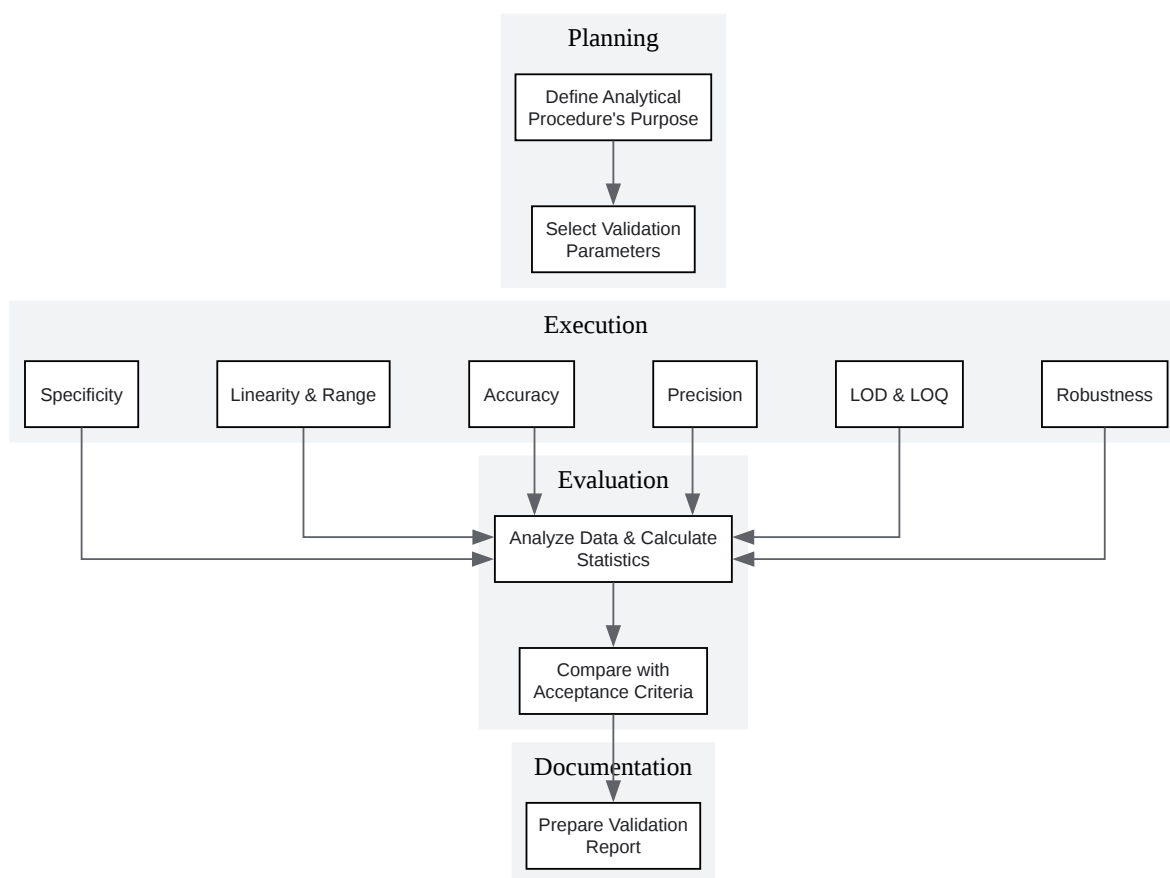 Planning
Define Analytical
Procedure's Purpose
Select Validation
Parameters
Execution
Specificity
Linearity & Range
Accuracy
Precision
LOD & LOQ
Robustness
Evaluation
Analyze Data & Calculate
Statistics
Compare with
Acceptance Criteria
Documentation
Prepare Validation
Report